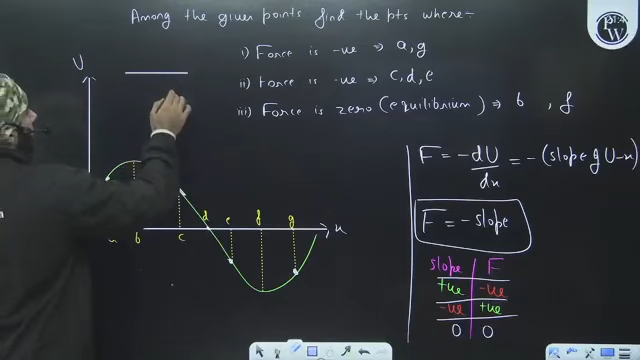 Among the given points find the pts where:-
i) Force is -ve ⇒ a, g
ii) Force is -ve ⇒ c, d, e
iii) Force is zero (equilibrium) ⇒ b , f
U
a b c d e f g x
F = -dU/dx = -(slope of U-x)
F = -slope
slope F
+ve -ve
-ve +ve
0 0
PW